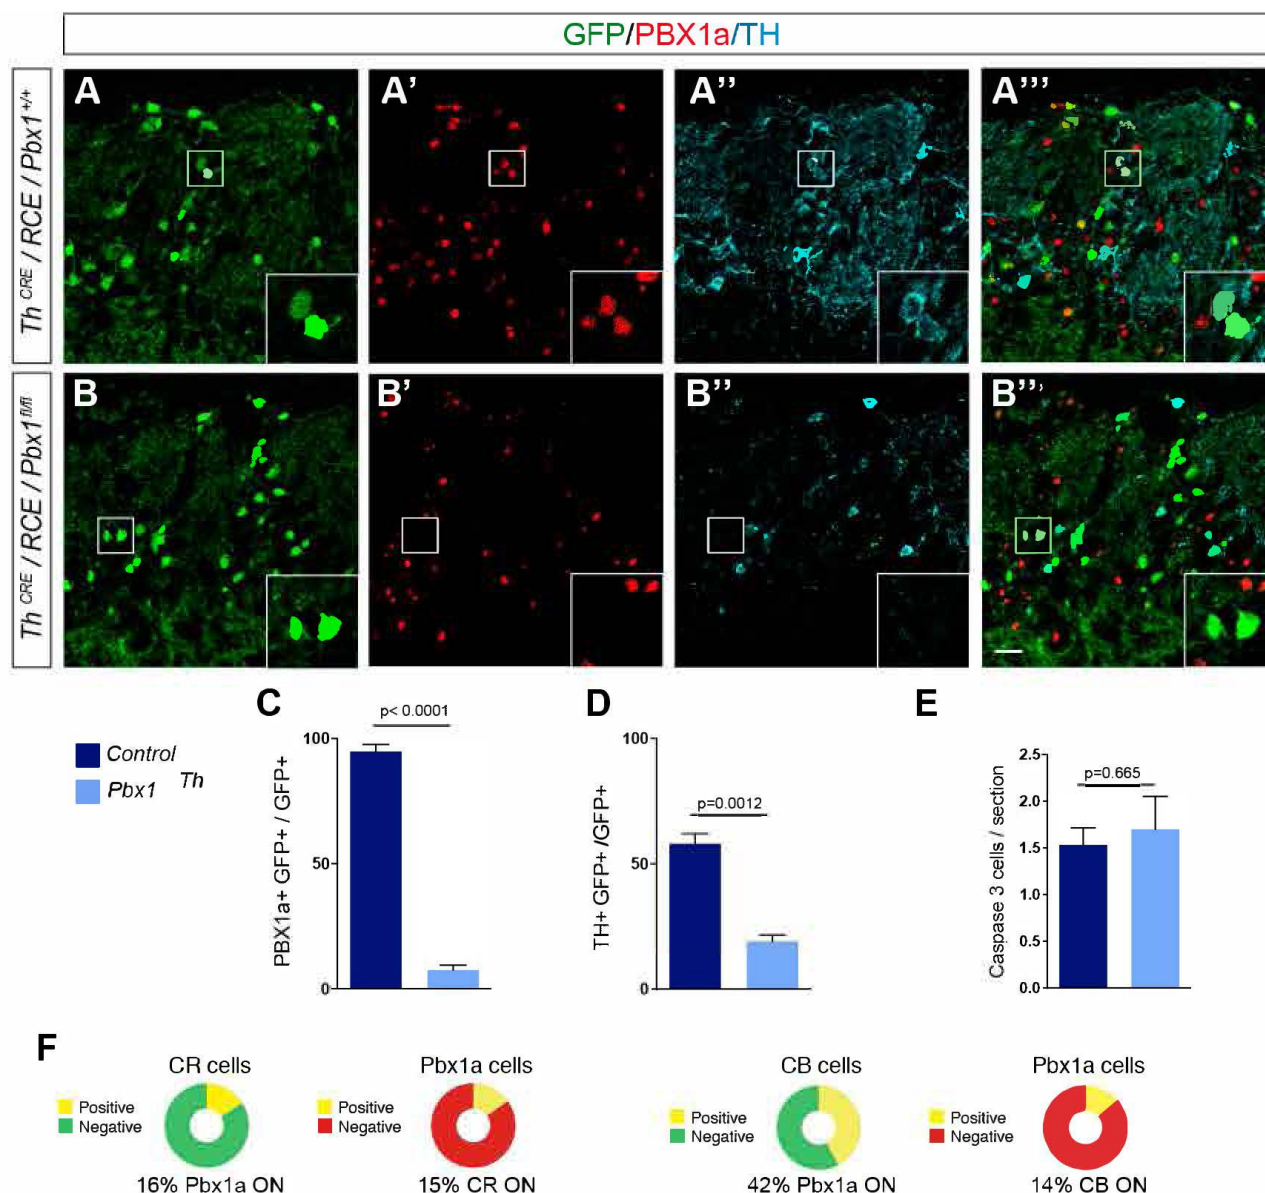 GFP/PBX1a/TH
Th CRE / RCE / Pbx1 +/+
A
A’
A’’
A’’’
Th CRE / RCE / Pbx1 fl/fl
B
B’
B’’
B’’’
Control
Pbx1 Th
C
p< 0.0001
PBX1a+ GFP+ / GFP+
100
50
0
D
p=0.0012
TH+ GFP+ /GFP+
100
50
0
E
p=0.665
Caspase 3 cells / section
2.5
2.0
1.5
1.0
0.5
0.0
F
CR cells
Positive
Negative
16% Pbx1a ON
Pbx1a cells
Positive
Negative
15% CR ON
CB cells
Positive
Negative
42% Pbx1a ON
Pbx1a cells
Positive
Negative
14% CB ON